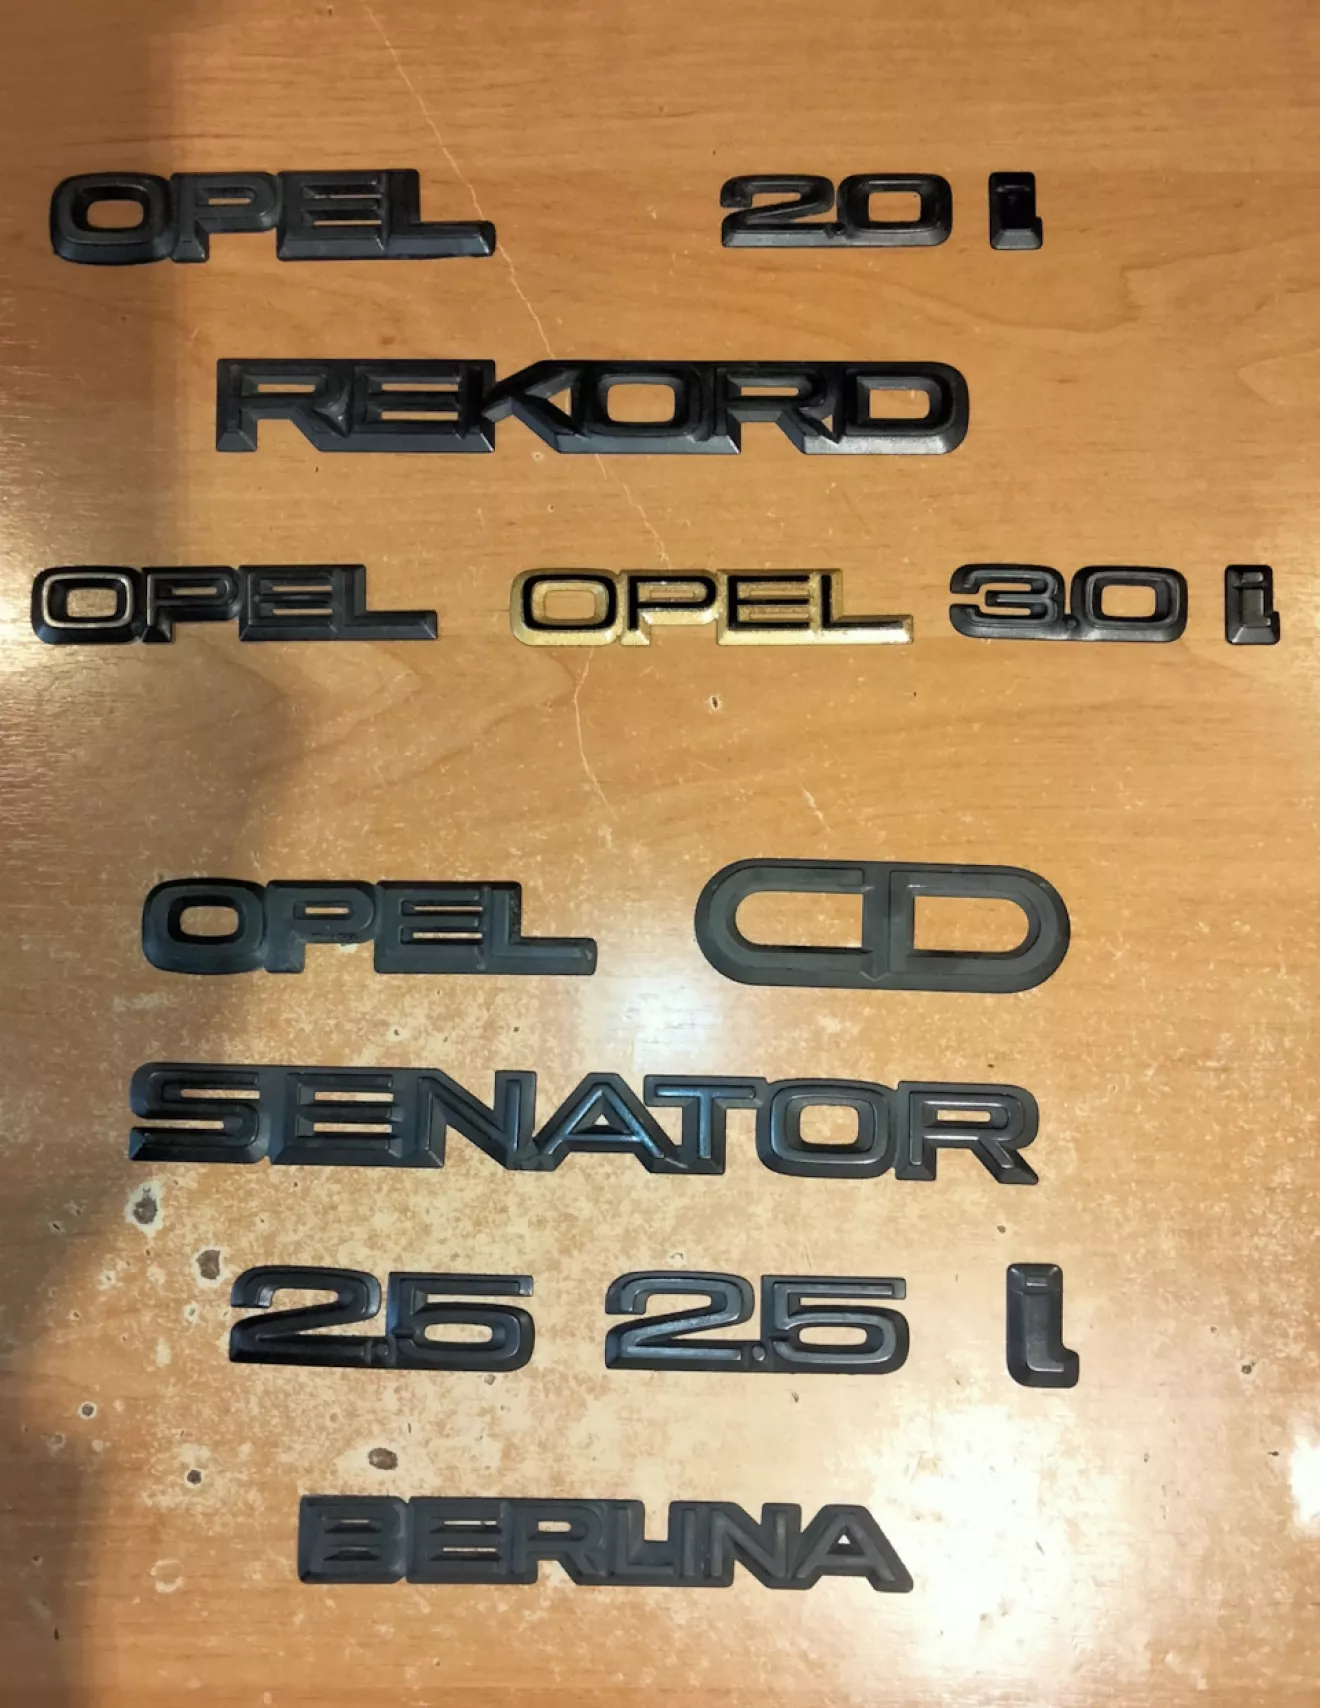 OPEL 2.0 i
REKORD
OPEL OPEL 3.0 i
OPEL CD
SENATOR
2.5 2.5 i
BERLINA